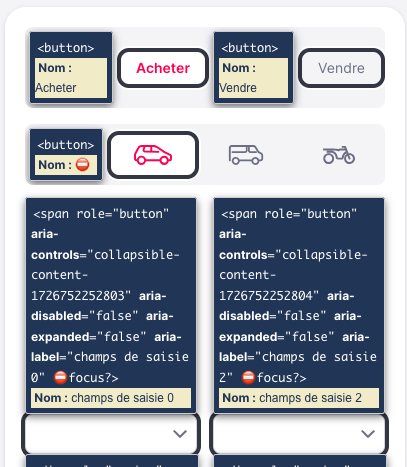 <button>
Nom :
Acheter
Acheter
<button>
Nom :
Vendre
Vendre
<button>
Nom : ⛔
<span role="button"
aria-
controls="collapsible-
content-
1726752252803" aria-
disabled="false" aria-
expanded="false" aria-
label="champs de saisie
0" ⛔focus?>
Nom : champs de saisie 0
<span role="button"
aria-
controls="collapsible-
content-
1726752252804" aria-
disabled="false" aria-
expanded="false" aria-
label="champs de saisie
2" ⛔focus?>
Nom : champs de saisie 2